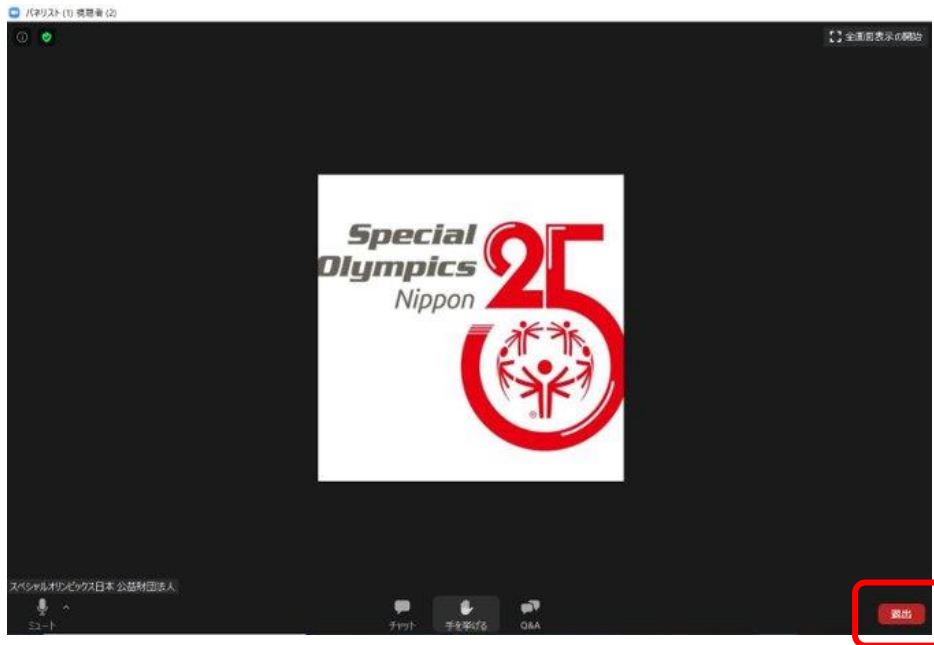 パネリスト (1) 視聴者 (2)
全画面表示の開始
Special
Olympics
Nippon
25
スペシャルオリンピックス日本 公益財団法人
ミュート
チャット
手を挙げる
Q&A
退出